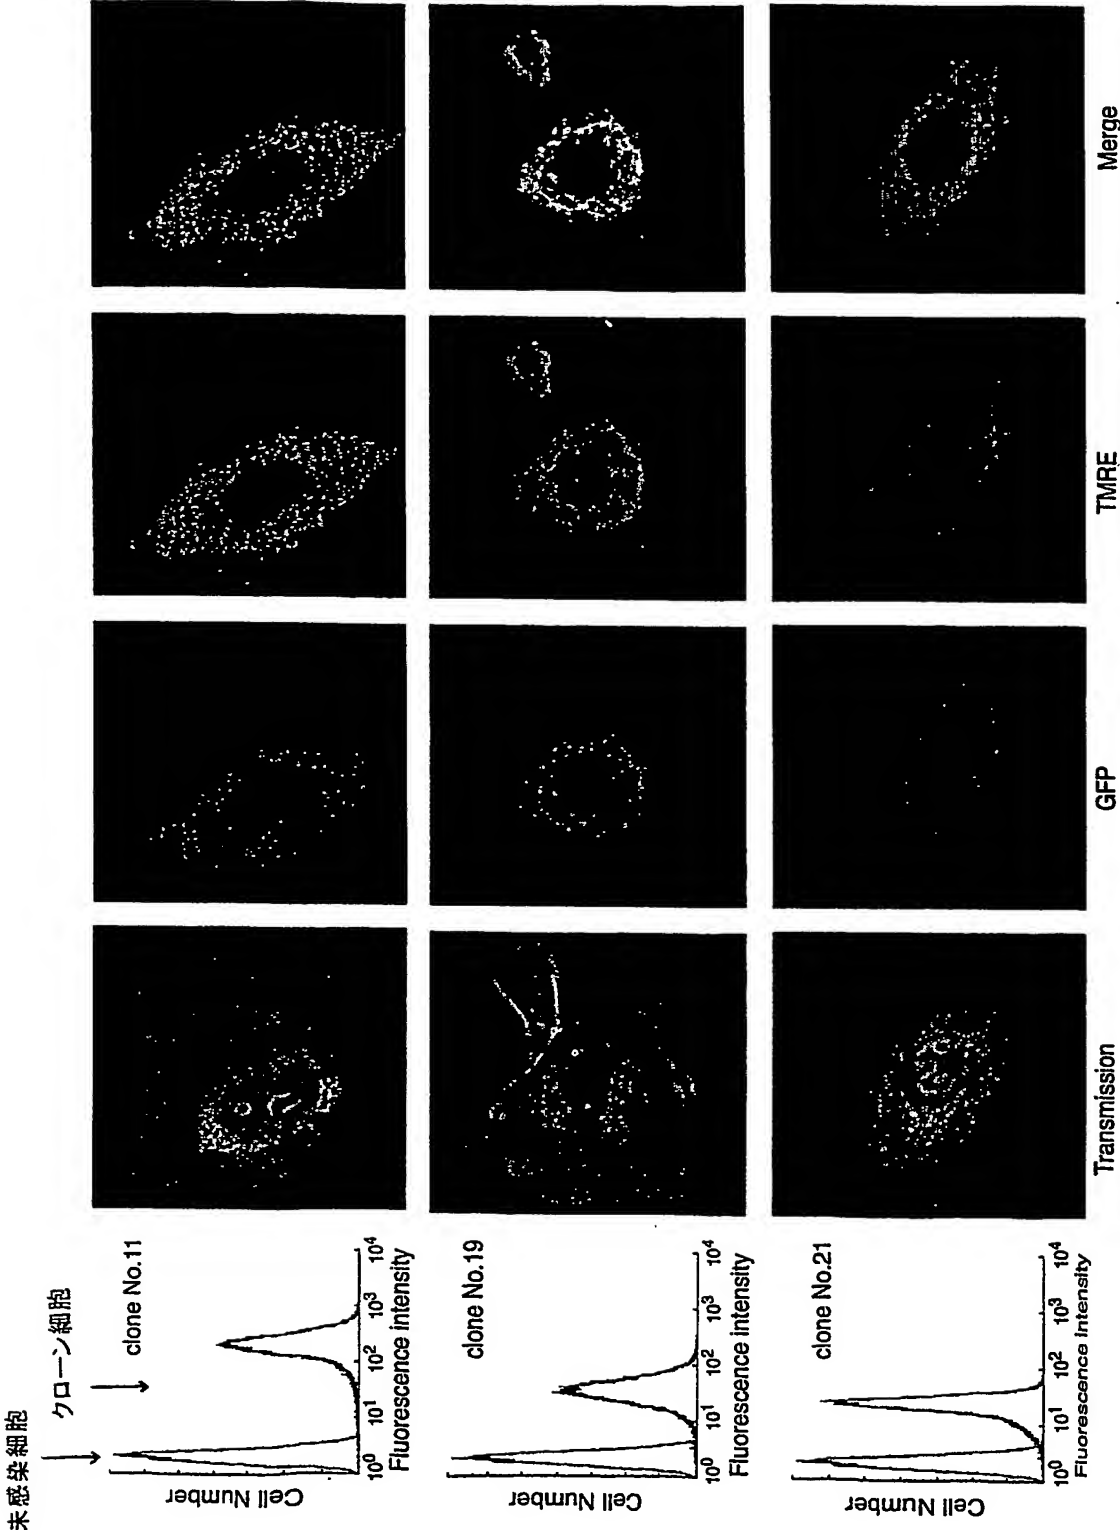 未感染細胞
クローン細胞
clone No.11
Cell Number
10⁰ 10¹ 10² 10³ 10⁴
Fluorescence intensity
clone No.19
Cell Number
10⁰ 10¹ 10² 10³ 10⁴
Fluorescence intensity
clone No.21
Cell Number
10⁰ 10¹ 10² 10³ 10⁴
Fluorescence intensity
Transmission
GFP
TMRE
Merge